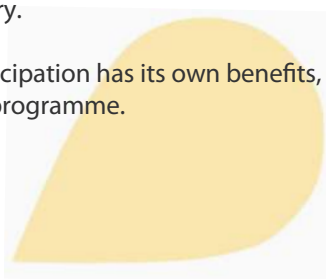 ry.
cipation has its own benefits,
programme.